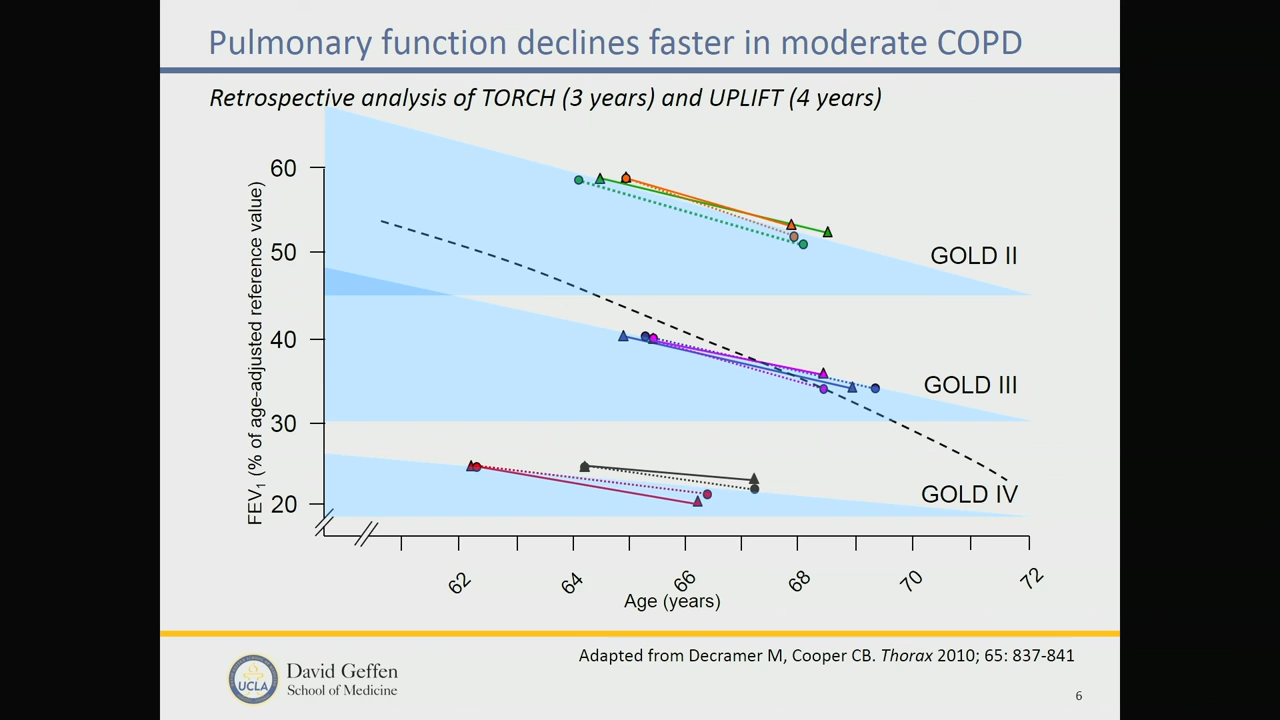 Pulmonary function declines faster in moderate COPD
Retrospective analysis of TORCH (3 years) and UPLIFT (4 years)
FEV₁ (% of age-adjusted reference value)
60
50
40
30
20
GOLD II
GOLD III
GOLD IV
62
64
66
68
70
72
Age (years)
Adapted from Decramer M, Cooper CB. Thorax 2010; 65: 837-841
UCLA
David Geffen
School of Medicine
6